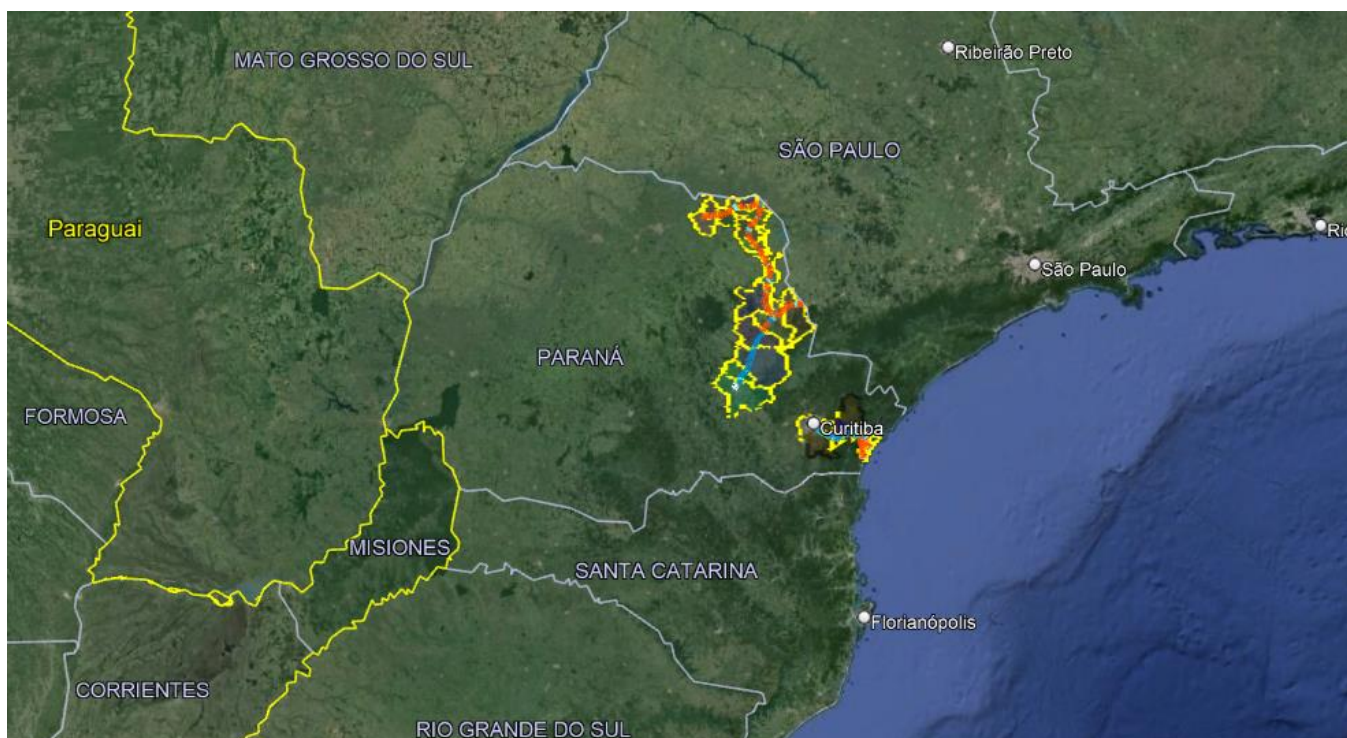 Ribeirão Preto
MATO GROSSO DO SUL
SÃO PAULO
Paraguai
Rio
São Paulo
PARANÁ
FORMOSA
Curitiba
MISIONES
SANTA CATARINA
Florianópolis
CORRIENTES
RIO GRANDE DO SUL